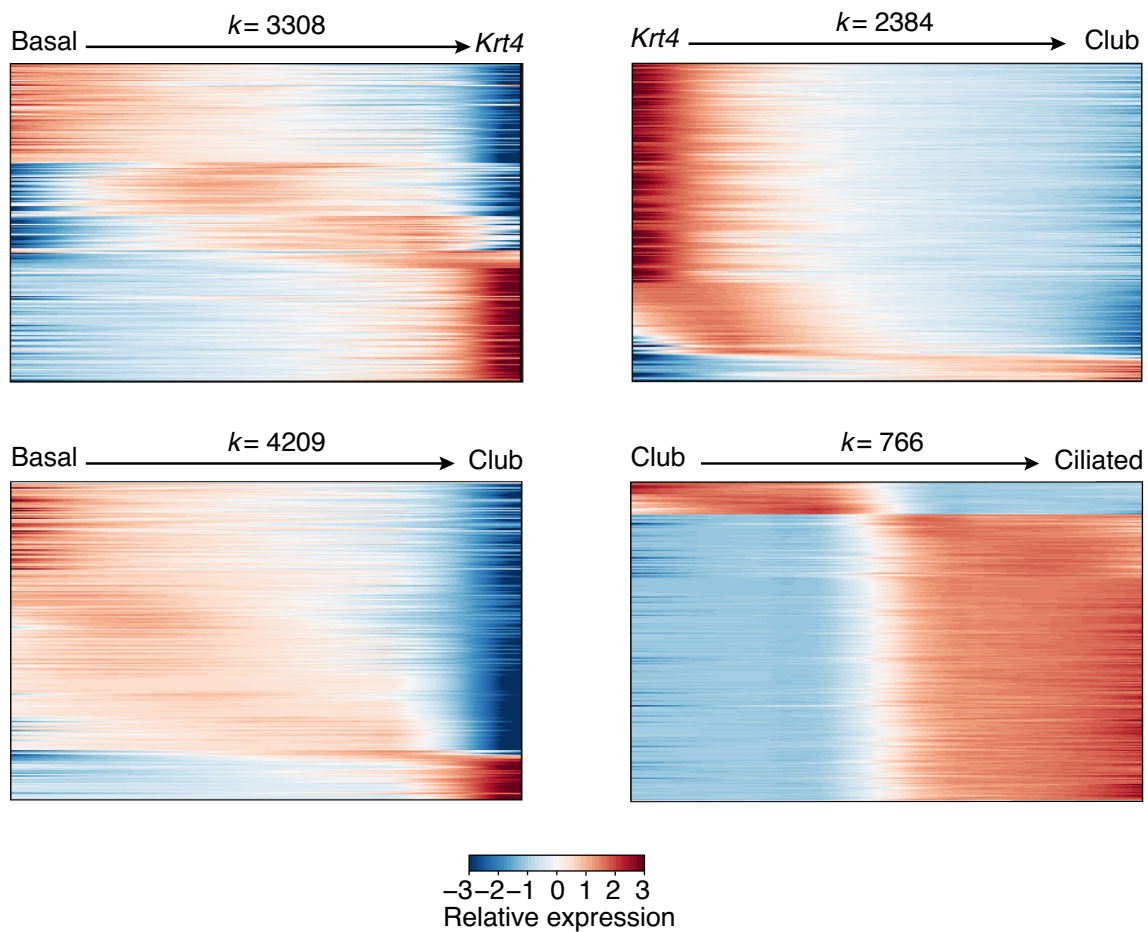 k= 3308
Basal Krt4
k= 2384
Krt4 Club
k= 4209
Basal Club
k= 766
Club Ciliated
−3 −2 −1 0 1 2 3
Relative expression